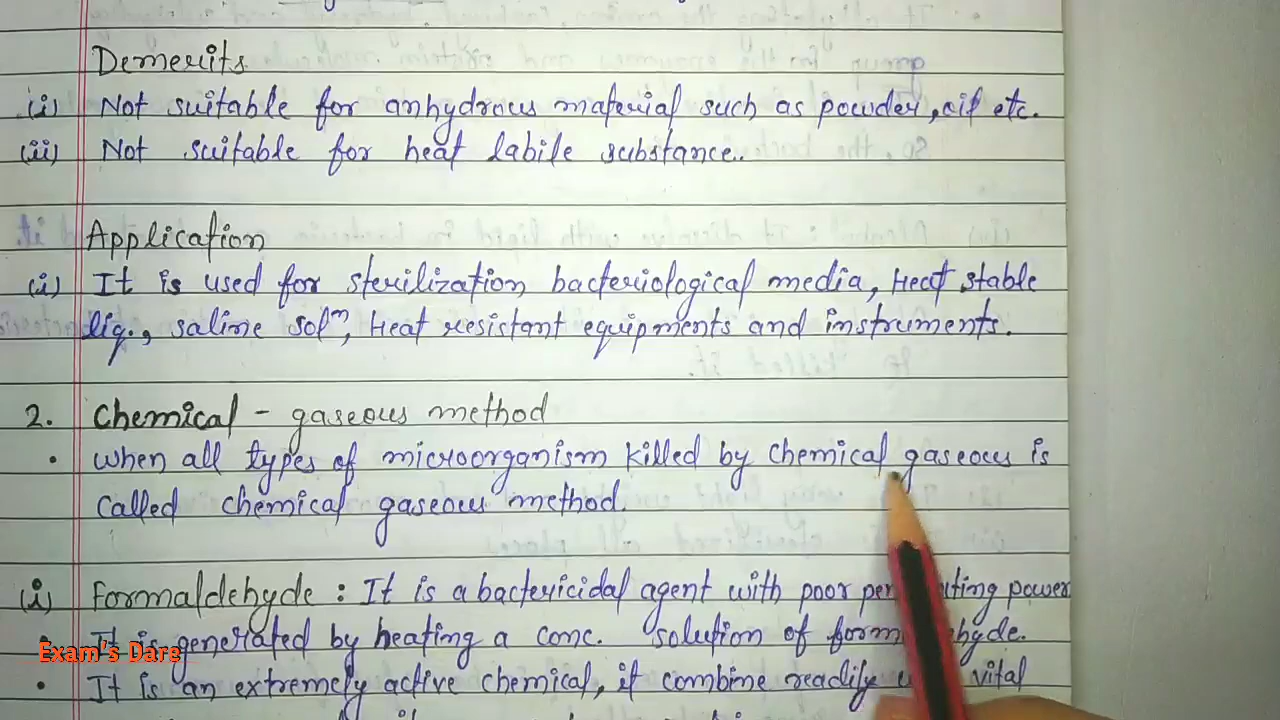 Demerits
(i) Not suitable for anhydrous material such as powder, oil etc.
(ii) Not suitable for heat labile substance.
Application
(i) It is used for sterilization bacteriological media, Heat stable
liq., saline solⁿ, Heat resistant equipments and instruments.
2. Chemical - gaseous method
• When all types of microorganism killed by chemical gaseous is
called chemical gaseous method.
(i) Formaldehyde : It is a bactericidal agent with poor power
• It is generated by heating a conc. solution of
• It is an extremely active chemical, it combine readily vital
Exam's Dare